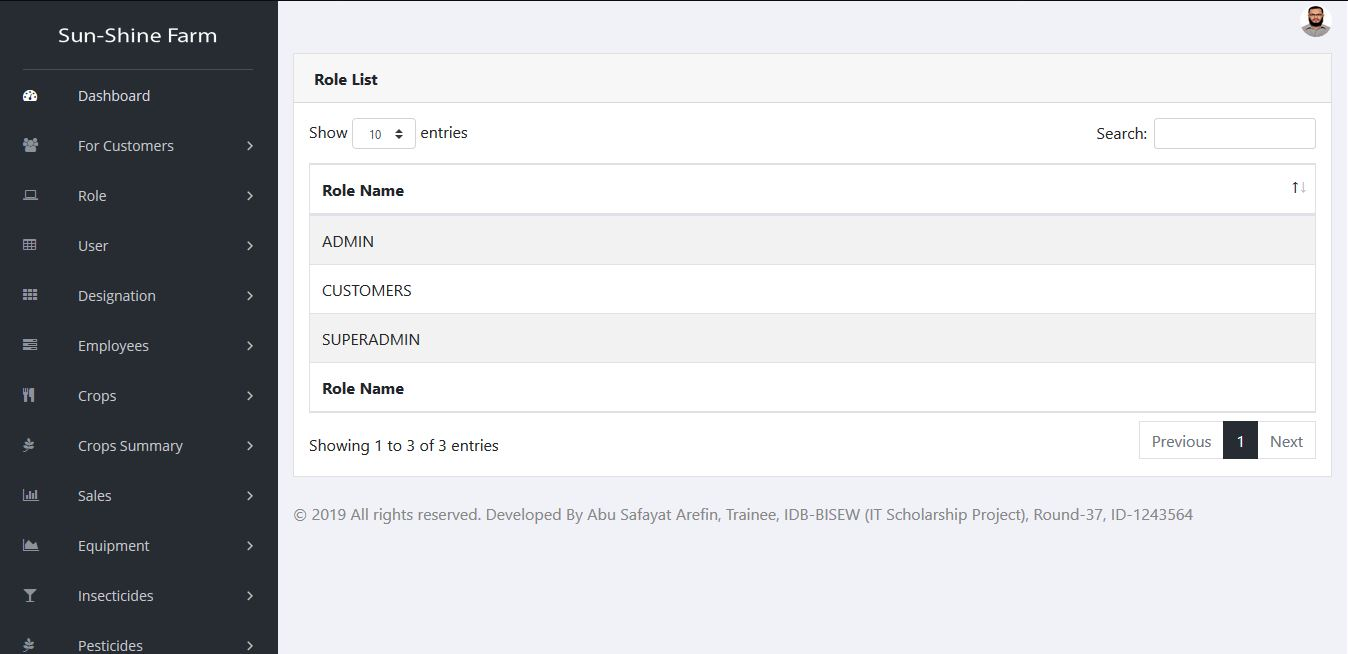 Sun-Shine Farm
Dashboard
For Customers
Role
User
Designation
Employees
Crops
Crops Summary
Sales
Equipment
Insecticides
Pesticides
Role List
Show 10 entries
Search:
Role Name
ADMIN
CUSTOMERS
SUPERADMIN
Role Name
Showing 1 to 3 of 3 entries
Previous 1 Next
© 2019 All rights reserved. Developed By Abu Safayat Arefin, Trainee, IDB-BISEW (IT Scholarship Project), Round-37, ID-1243564